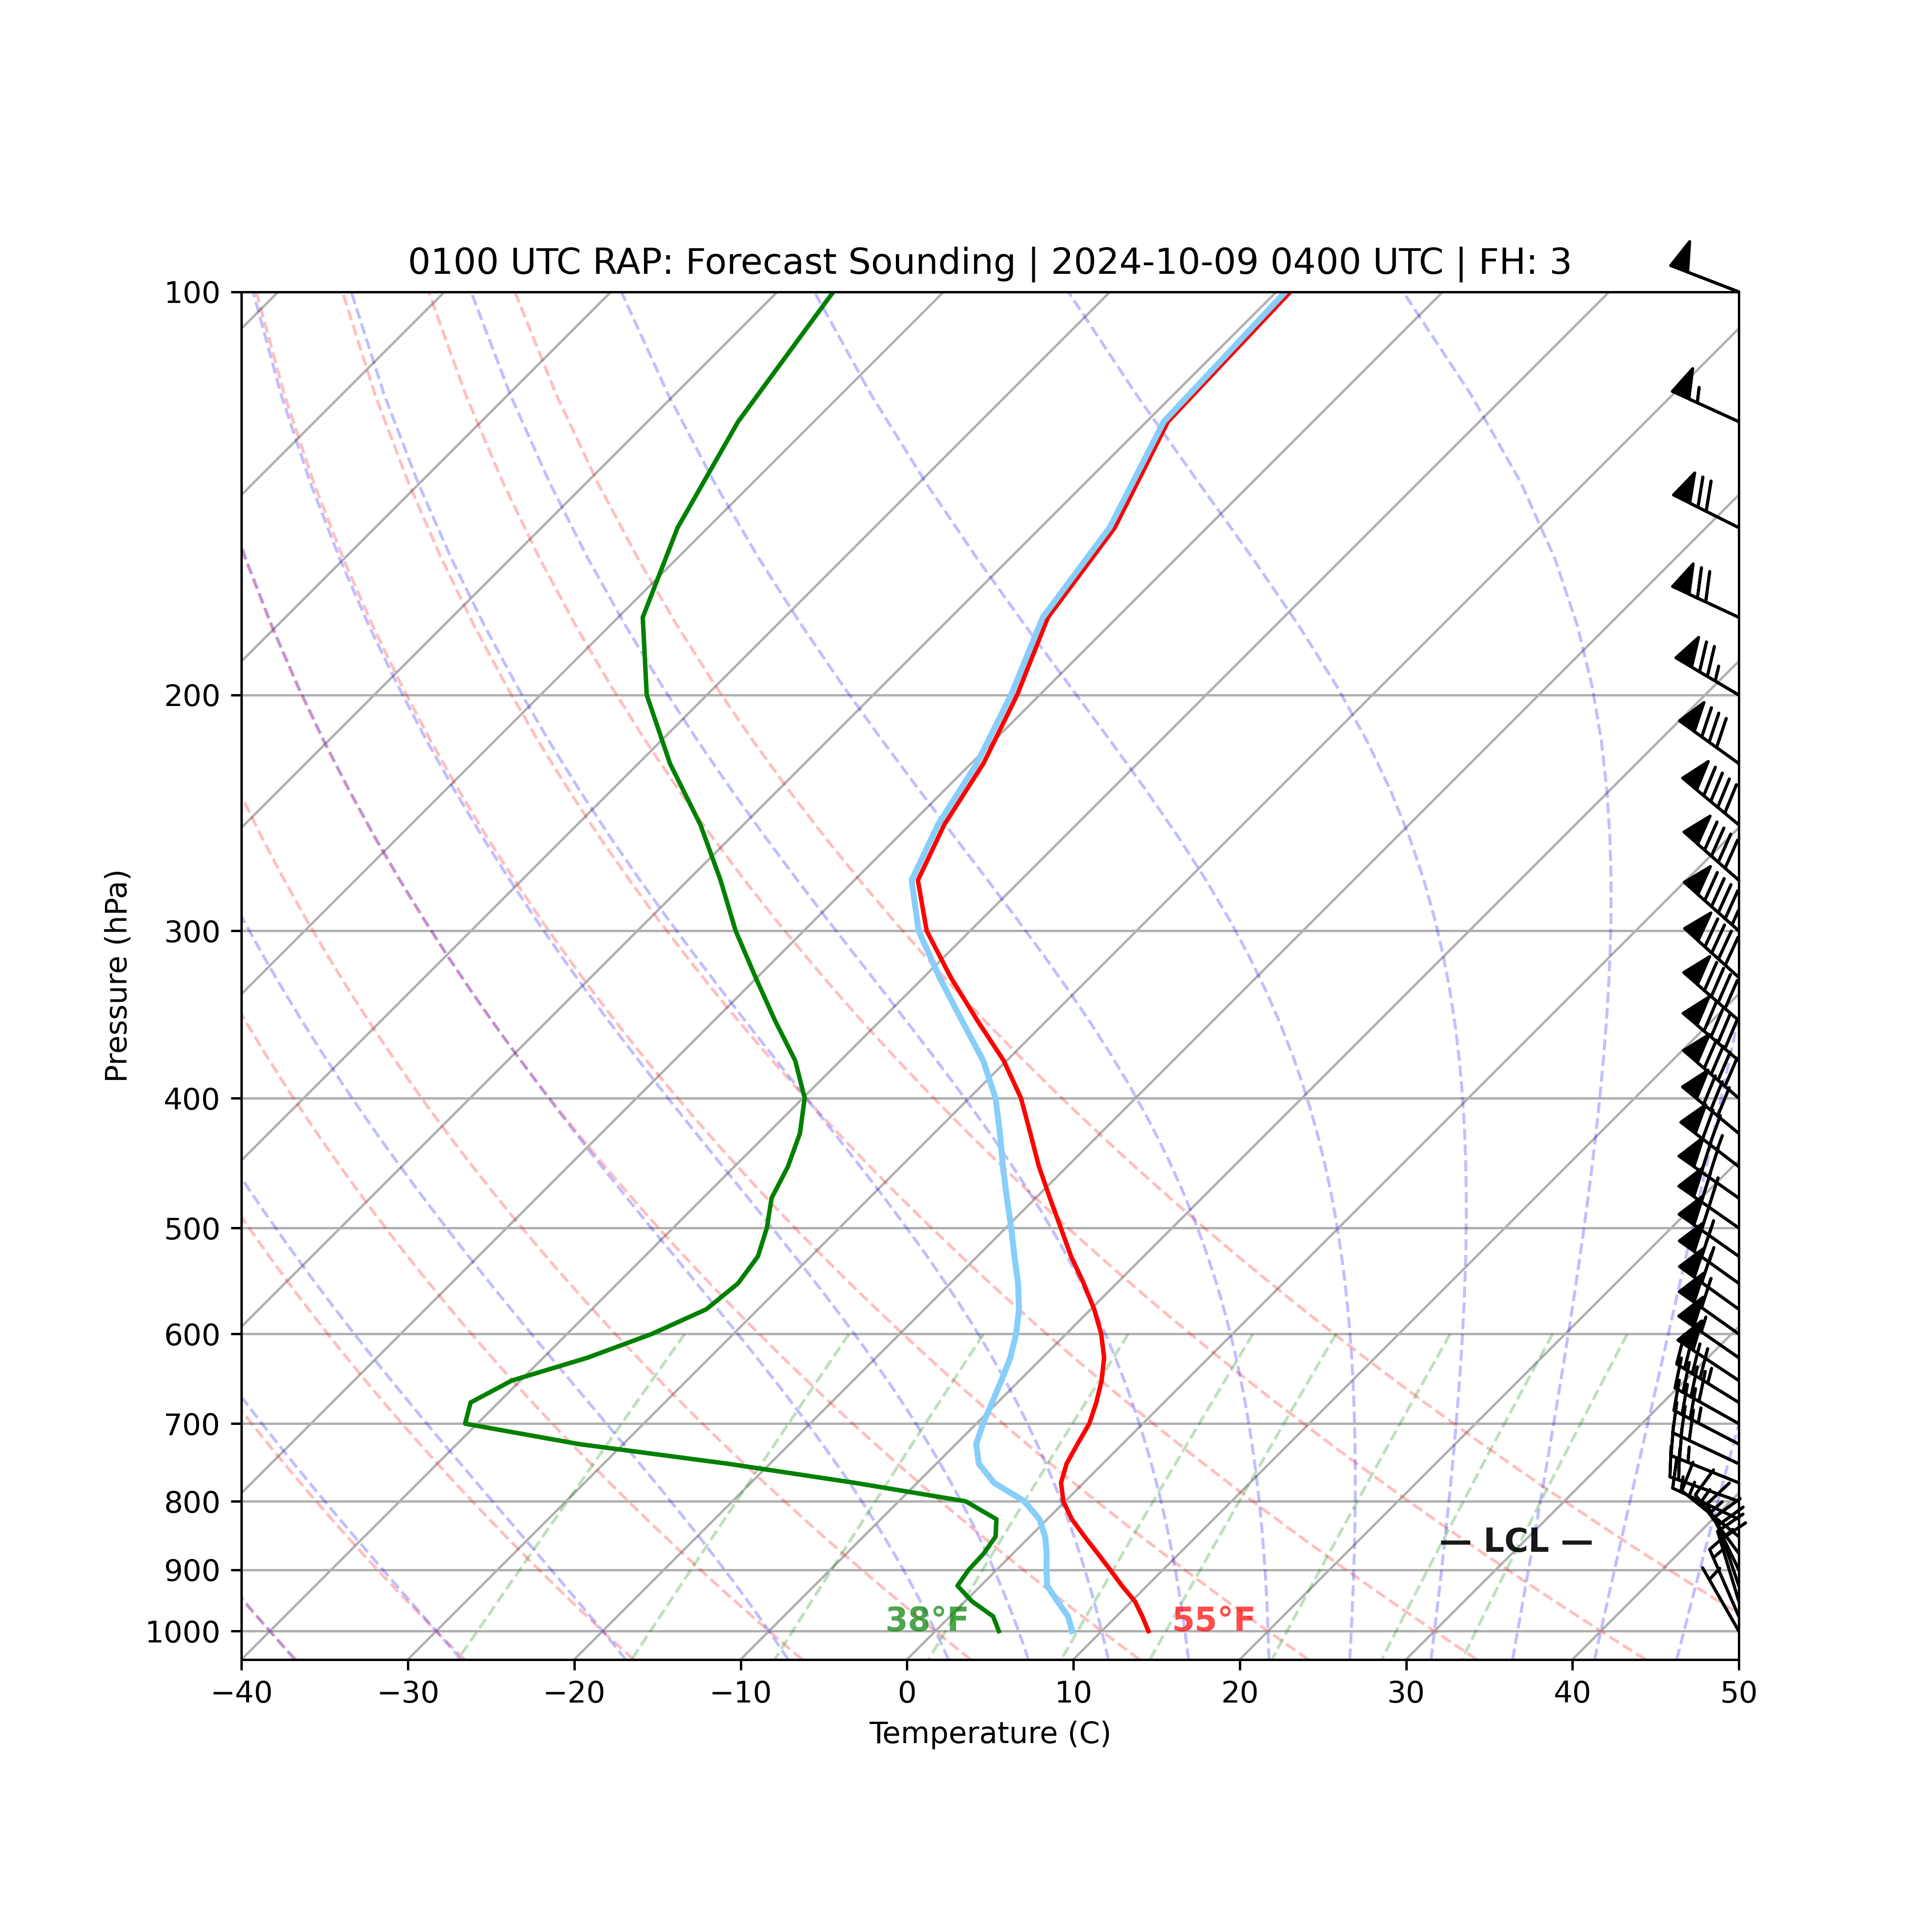 0100 UTC RAP: Forecast Sounding | 2024-10-09 0400 UTC | FH: 3
100
200
300
400
500
600
700
800
900
1000
Pressure (hPa)
— LCL —
38°F
55°F
−40 −30 −20 −10 0 10 20 30 40 50
Temperature (C)